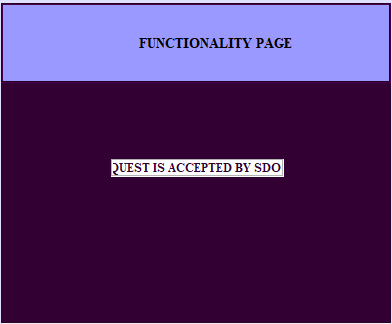 FUNCTIONALITY PAGE
QUEST IS ACCEPTED BY SDO